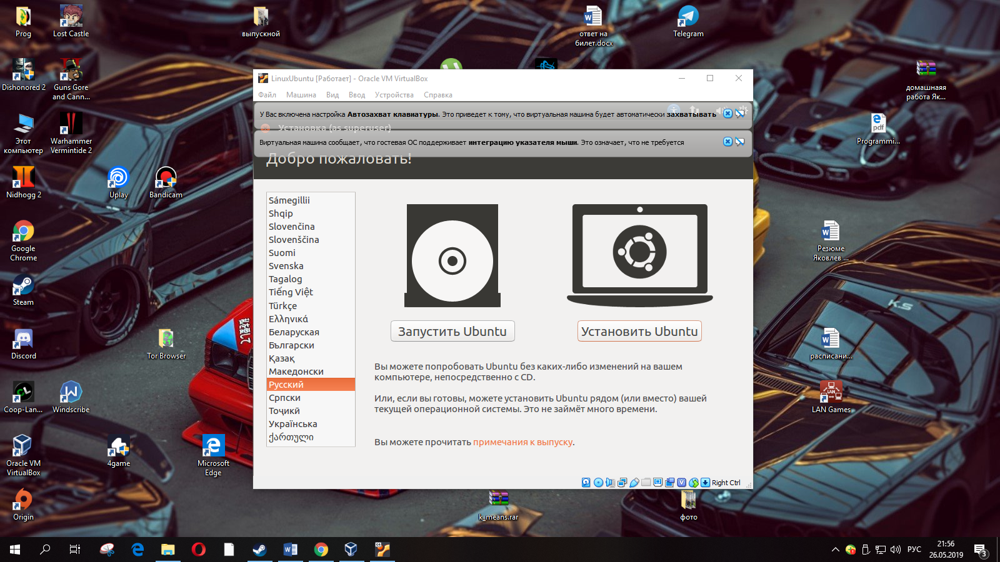 Prog
Lost Castle
выпускной
ответ на
билет.docx
Telegram
Dishonored 2
Guns Gore
and Cann...
домашнаяя
работа Як...
Этот
компьютер
Warhammer
Vermintide 2
Programmi...
Nidhogg 2
Uplay
Bandicam
Google
Chrome
Резюме
Яковлев ...
Steam
Discord
Tor Browser
расписани...
Coop-Lan...
Windscribe
LAN Games
Oracle VM
VirtualBox
4game
Microsoft
Edge
Origin
k_means.rar
фото
LinuxUbuntu [Работает] - Oracle VM VirtualBox
Файл Машина Вид Ввод Устройства Справка
У Вас включена настройка Автозахват клавиатуры. Это приведет к тому, что виртуальная машина будет автоматически захватывать
Установка (as superuser)
Виртуальная машина сообщает, что гостевая ОС поддерживает интеграцию указателя мыши. Это означает, что не требуется
Добро пожаловать!
Sámegillii
Shqip
Slovenčina
Slovenščina
Suomi
Svenska
Tagalog
Tiếng Việt
Türkçe
Ελληνικά
Беларуская
Български
Қазақ
Македонски
Русский
Српски
Тоҷикӣ
Українська
ქართული
Запустить Ubuntu
Установить Ubuntu
Вы можете попробовать Ubuntu без каких-либо изменений на вашем
компьютере, непосредственно с CD.
Или, если вы готовы, можете установить Ubuntu рядом (или вместо) вашей
текущей операционной системы. Это не займёт много времени.
Вы можете прочитать примечания к выпуску.
Right Ctrl
РУС
21:56
26.05.2019
3